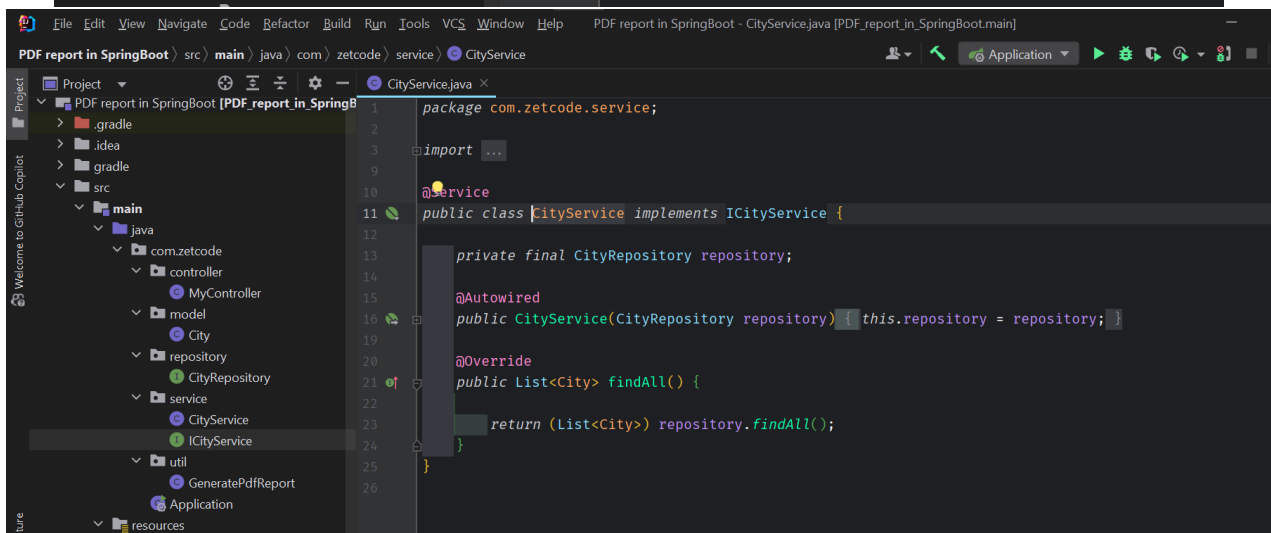 File Edit View Navigate Code Refactor Build Run Tools VCS Window Help PDF report in SpringBoot - CityService.java [PDF_report_in_SpringBoot.main]
PDF report in SpringBoot 〉 src 〉 main 〉 java 〉 com 〉 zetcode 〉 service 〉 CityService Application
Project
Welcome to GitHub Copilot
ture
Project
PDF report in SpringBoot [PDF_report_in_SpringB
.gradle
.idea
gradle
src
main
java
com.zetcode
controller
MyController
model
City
repository
CityRepository
service
CityService
ICityService
util
GeneratePdfReport
Application
resources
CityService.java
1 package com.zetcode.service;
2
3 import ...
9
10 @Service
11 public class CityService implements ICityService {
12
13 private final CityRepository repository;
14
15 @Autowired
16 public CityService(CityRepository repository) { this.repository = repository; }
19
20 @Override
21 public List<City> findAll() {
22
23 return (List<City>) repository.findAll();
24 }
25 }
26